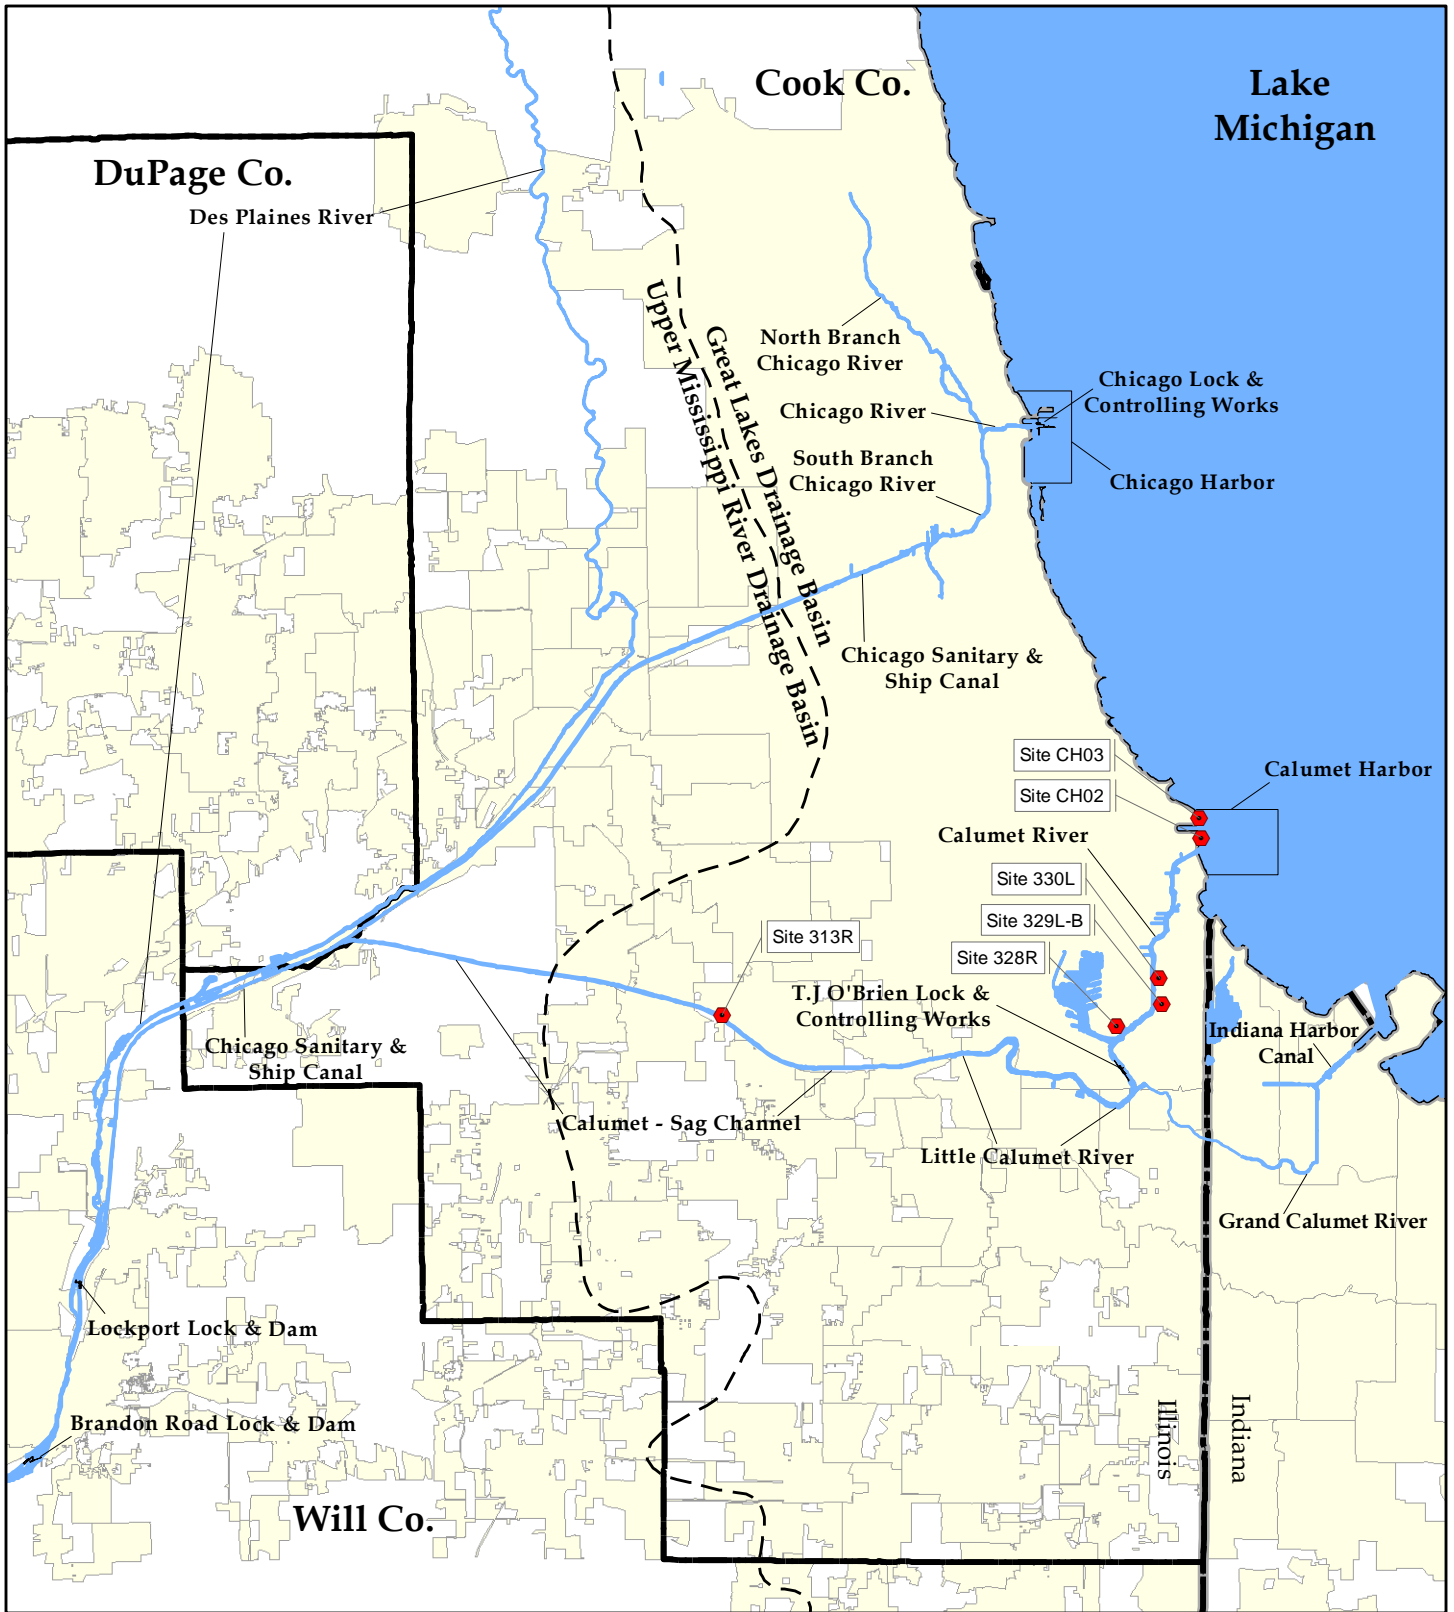 Cook Co.
Lake
Michigan
DuPage Co.
Des Plaines River
Great Lakes Drainage Basin
Upper Mississippi River Drainage Basin
North Branch
Chicago River
Chicago Lock &
Controlling Works
Chicago River
South Branch
Chicago River
Chicago Harbor
Chicago Sanitary &
Ship Canal
Site CH03
Calumet Harbor
Site CH02
Calumet River
Site 330L
Site 329L-B
Site 313R
Site 328R
T.J O'Brien Lock &
Controlling Works
Indiana Harbor
Canal
Chicago Sanitary &
Ship Canal
Calumet - Sag Channel
Little Calumet River
Grand Calumet River
Lockport Lock & Dam
Brandon Road Lock & Dam
Illinois
Indiana
Will Co.